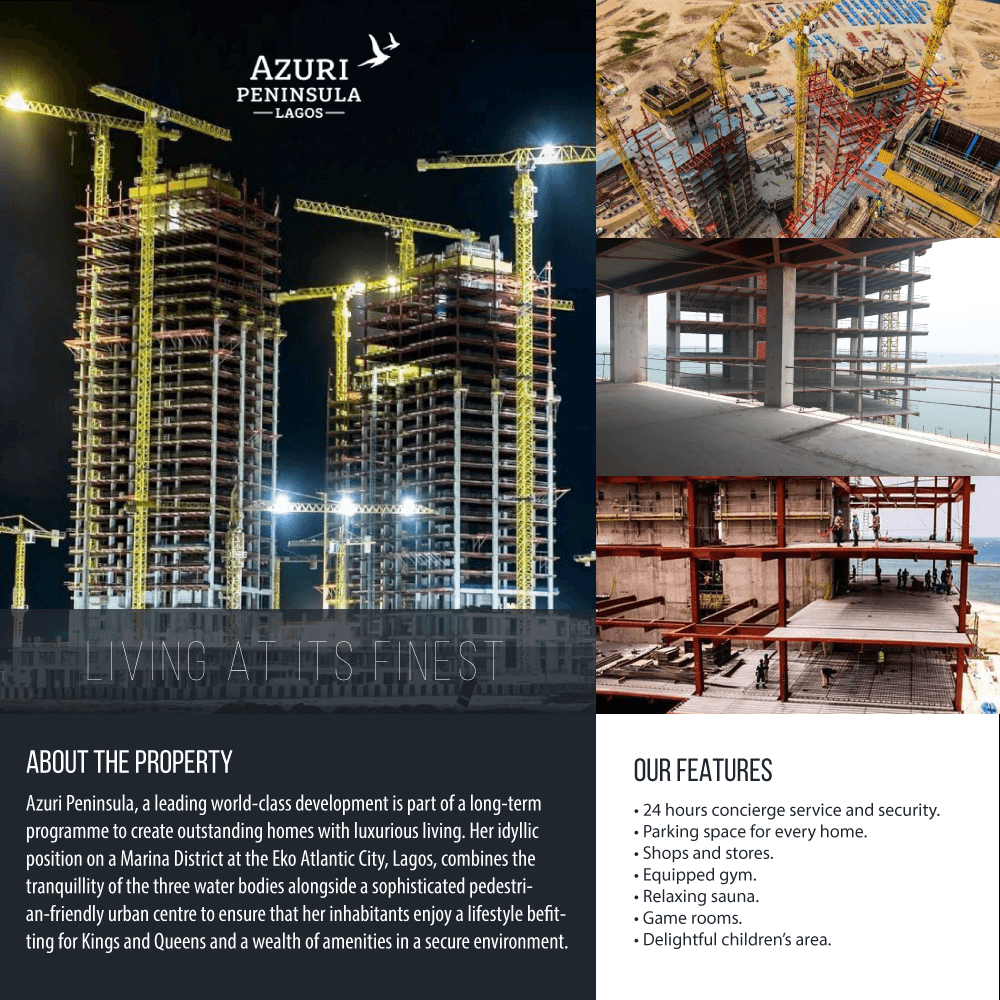 AZURI
PENINSULA
LAGOS
LIVING AT ITS FINEST
ABOUT THE PROPERTY
Azuri Peninsula, a leading world-class development is part of a long-term
programme to create outstanding homes with luxurious living. Her idyllic
position on a Marina District at the Eko Atlantic City, Lagos, combines the
tranquillity of the three water bodies alongside a sophisticated pedestri-
an-friendly urban centre to ensure that her inhabitants enjoy a lifestyle befit-
ting for Kings and Queens and a wealth of amenities in a secure environment.
OUR FEATURES
• 24 hours concierge service and security.
• Parking space for every home.
• Shops and stores.
• Equipped gym.
• Relaxing sauna.
• Game rooms.
• Delightful children’s area.